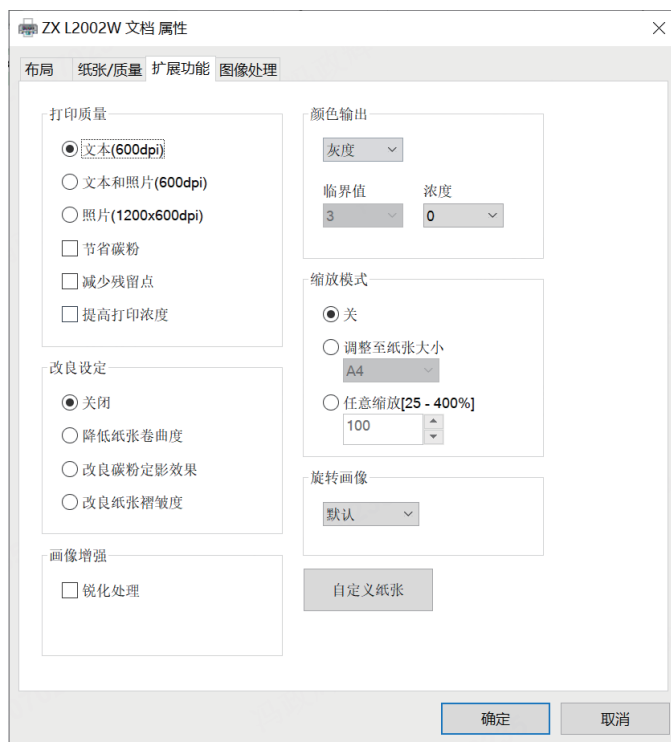 ZX L2002W 文档 属性
布局 纸张/质量 扩展功能 图像处理
打印质量
文本(600dpi)
文本和照片(600dpi)
照片(1200x600dpi)
节省碳粉
减少残留点
提高打印浓度
改良设定
关闭
降低纸张卷曲度
改良碳粉定影效果
改良纸张褶皱度
画像增强
锐化处理
颜色输出
灰度
临界值 浓度
3 0
缩放模式
关
调整至纸张大小
A4
任意缩放[25 - 400%]
100
旋转画像
默认
自定义纸张
确定 取消